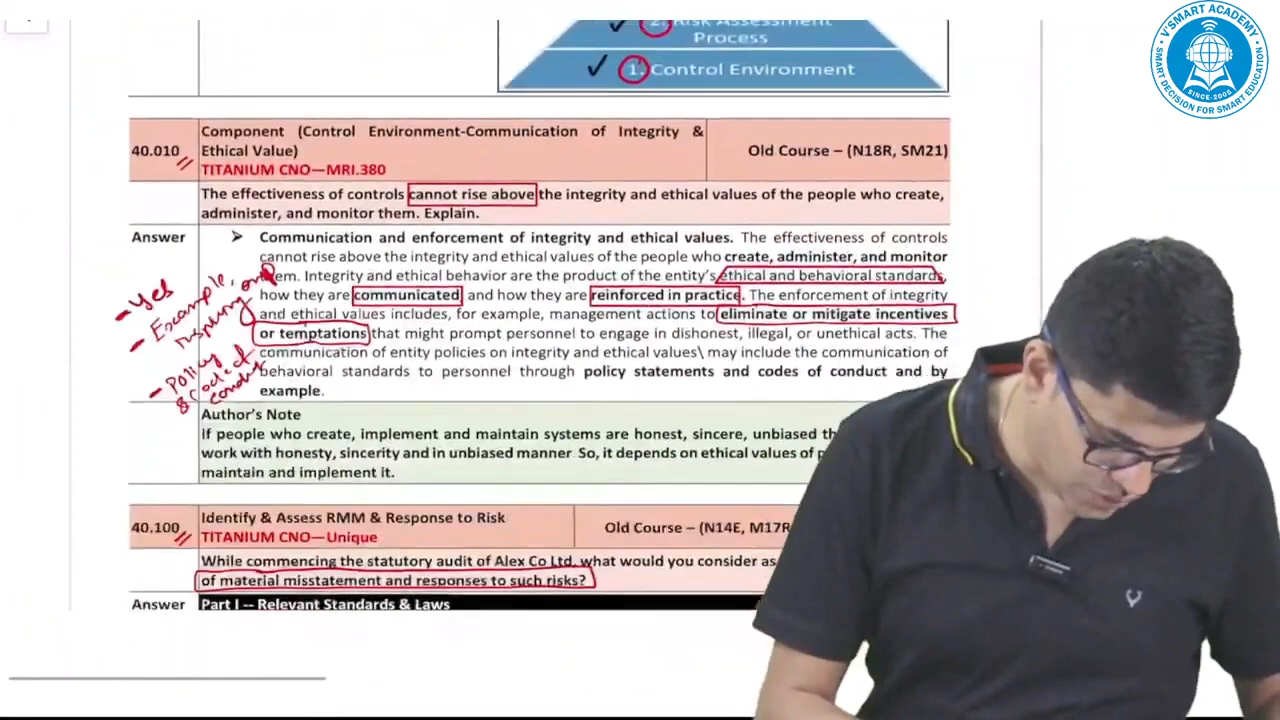 2. Risk Assessment
Process
1. Control Environment
V'SMART ACADEMY
SINCE-2005
SMART DECISION FOR SMART EDUCATION
40.010
Component (Control Environment-Communication of Integrity &
Ethical Value)
TITANIUM CNO—MRI.380
Old Course – (N18R, SM21)
The effectiveness of controls cannot rise above the integrity and ethical values of the people who create,
administer, and monitor them. Explain.
Answer
➤ Communication and enforcement of integrity and ethical values. The effectiveness of controls
cannot rise above the integrity and ethical values of the people who create, administer, and monitor
them. Integrity and ethical behavior are the product of the entity's ethical and behavioral standards,
how they are communicated and how they are reinforced in practice. The enforcement of integrity
and ethical values includes, for example, management actions to eliminate or mitigate incentives
or temptations that might prompt personnel to engage in dishonest, illegal, or unethical acts. The
communication of entity policies on integrity and ethical values\ may include the communication of
behavioral standards to personnel through policy statements and codes of conduct and by
example.
- Yes
- Example,
- Policy
& Code of
conduct
Author's Note
If people who create, implement and maintain systems are honest, sincere, unbiased
work with honesty, sincerity and in unbiased manner So, it depends on ethical values of
maintain and implement it.
40.100
Identify & Assess RMM & Response to Risk
TITANIUM CNO—Unique
Old Course – (N14E, M17R
While commencing the statutory audit of Alex Co Ltd, what would you consider as
of material misstatement and responses to such risks?
Answer
Part I -- Relevant Standards & Laws